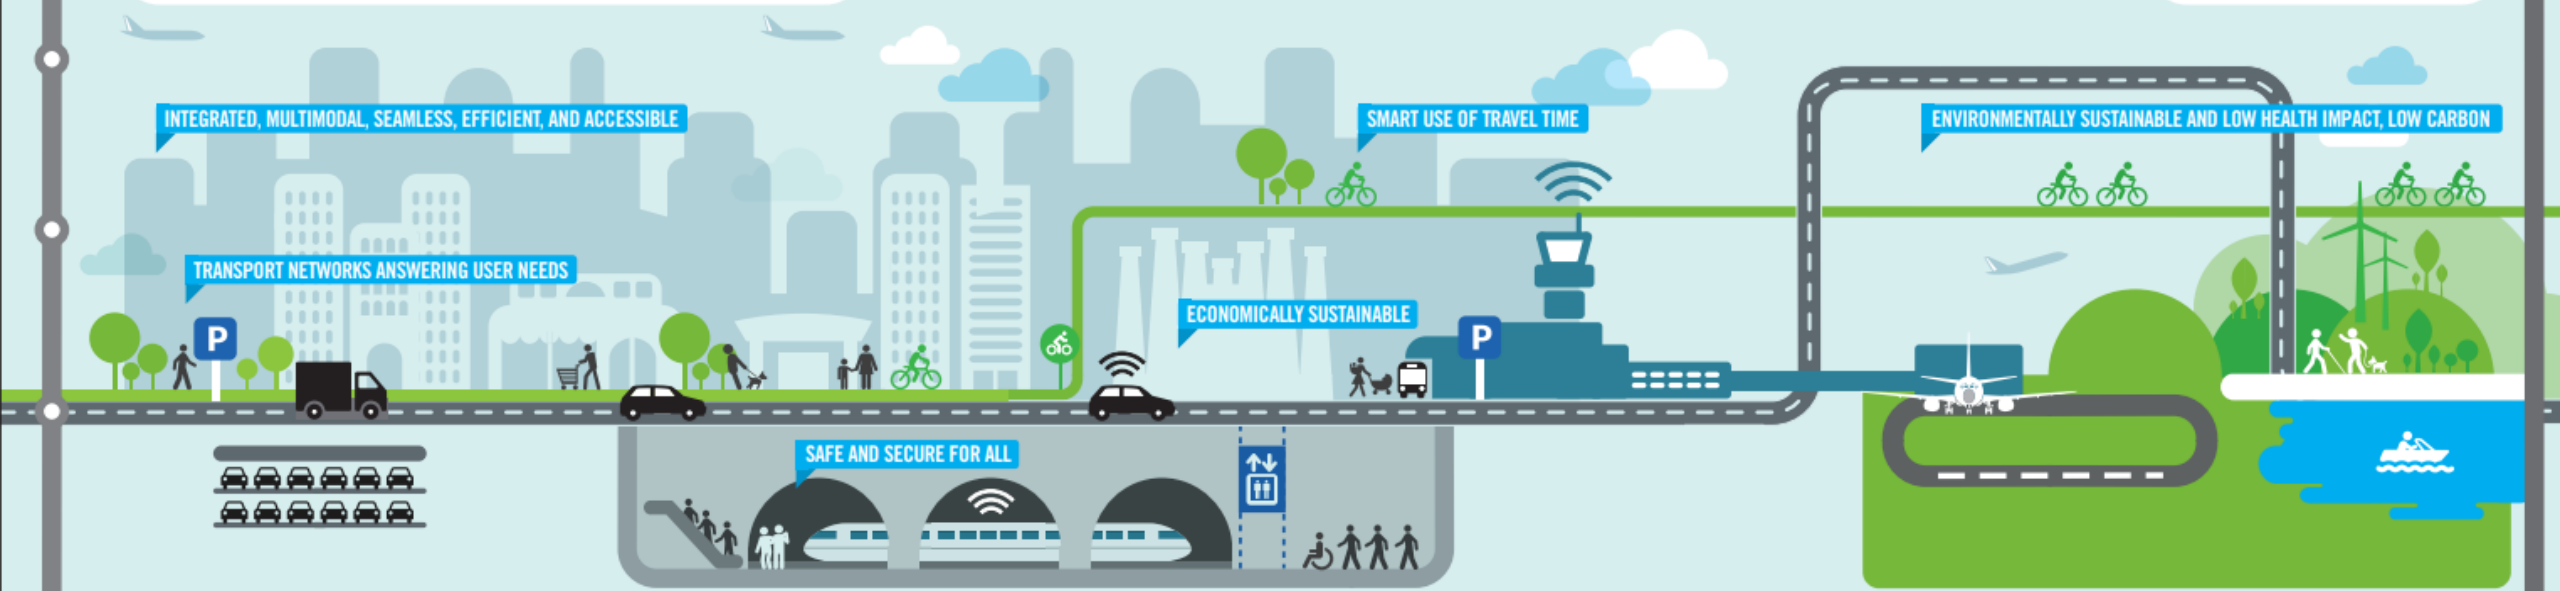 INTEGRATED, MULTIMODAL, SEAMLESS, EFFICIENT, AND ACCESSIBLE
SMART USE OF TRAVEL TIME
ENVIRONMENTALLY SUSTAINABLE AND LOW HEALTH IMPACT, LOW CARBON
TRANSPORT NETWORKS ANSWERING USER NEEDS
ECONOMICALLY SUSTAINABLE
P
P
SAFE AND SECURE FOR ALL